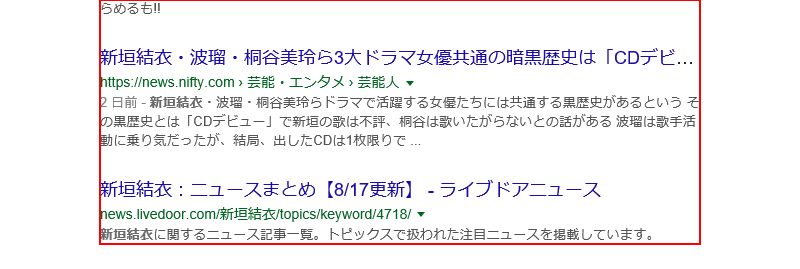 らめるも!!
新垣結衣・波瑠・桐谷美玲ら3大ドラマ女優共通の暗黒歴史は「CDデビ...
https://news.nifty.com › 芸能・エンタメ › 芸能人
2 日前 - 新垣結衣・波瑠・桐谷美玲らドラマで活躍する女優たちには共通する黒歴史があるという そ
の黒歴史とは「CDデビュー」で新垣の歌は不評、桐谷は歌いたがらないとの話がある 波瑠は歌手活
動に乗り気だったが、結局、出したCDは1枚限りで ...
新垣結衣：ニュースまとめ【8/17更新】 - ライブドアニュース
news.livedoor.com/新垣結衣/topics/keyword/4718/
新垣結衣に関するニュース記事一覧。トピックスで扱われた注目ニュースを掲載しています。